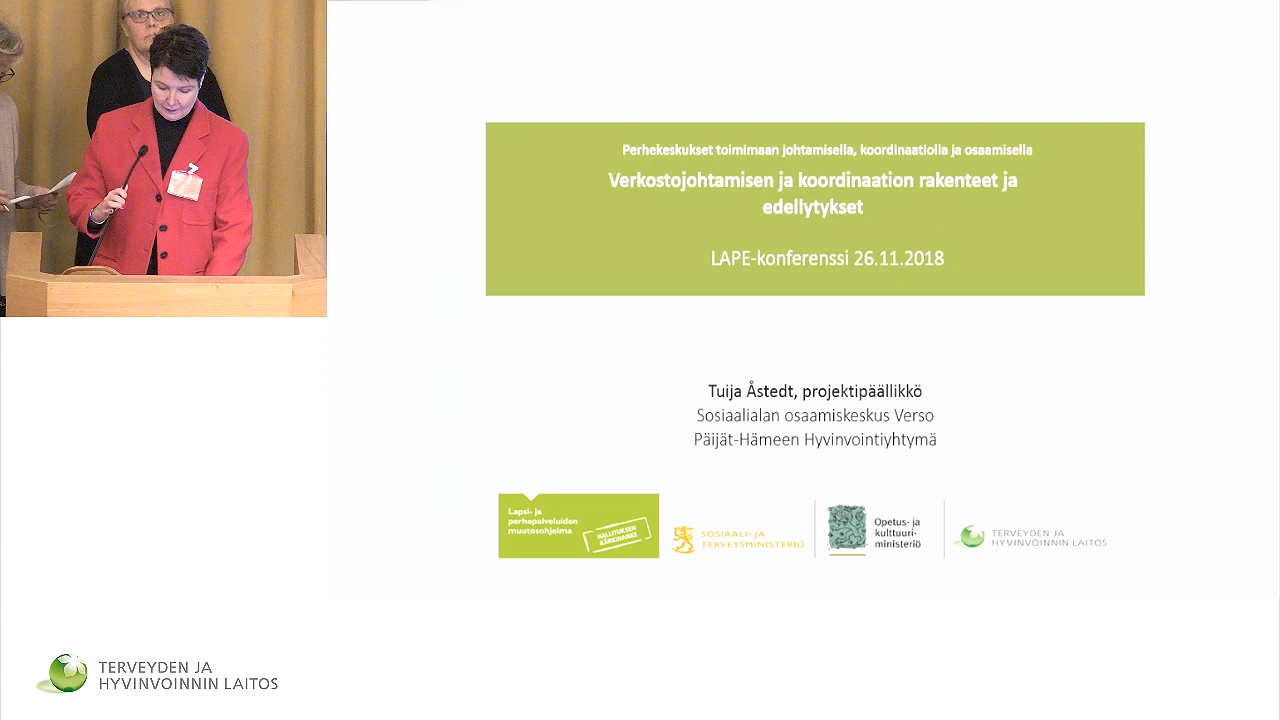 Perhekeskukset toimimaan johtamisella, koordinaatiolla ja osaamisella
Verkostojohtamisen ja koordinaation rakenteet ja
edellytykset
LAPE-konferenssi 26.11.2018
Tuija Åstedt, projektipäällikkö
Sosiaalialan osaamiskeskus Verso
Päijät-Hämeen Hyvinvointiyhtymä
Lapsi- ja
perhepalveluiden
muutosohjelma
HALLITUKSEN
KÄRKIHANKE
SOSIAALI- JA
TERVEYSMINISTERIÖ
Opetus- ja
kulttuuri-
ministeriö
TERVEYDEN JA
HYVINVOINNIN LAITOS
TERVEYDEN JA
HYVINVOINNIN LAITOS